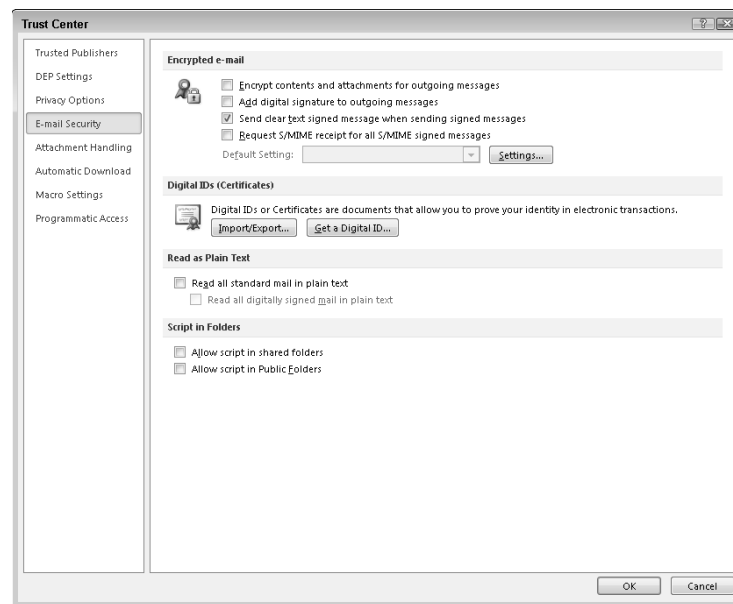 Trust Center
Trusted Publishers
DEP Settings
Privacy Options
E-mail Security
Attachment Handling
Automatic Download
Macro Settings
Programmatic Access
Encrypted e-mail
Encrypt contents and attachments for outgoing messages
Add digital signature to outgoing messages
Send clear text signed message when sending signed messages
Request S/MIME receipt for all S/MIME signed messages
Default Setting:
Settings...
Digital IDs (Certificates)
Digital IDs or Certificates are documents that allow you to prove your identity in electronic transactions.
Import/Export... Get a Digital ID...
Read as Plain Text
Read all standard mail in plain text
Read all digitally signed mail in plain text
Script in Folders
Allow script in shared folders
Allow script in Public Folders
OK Cancel